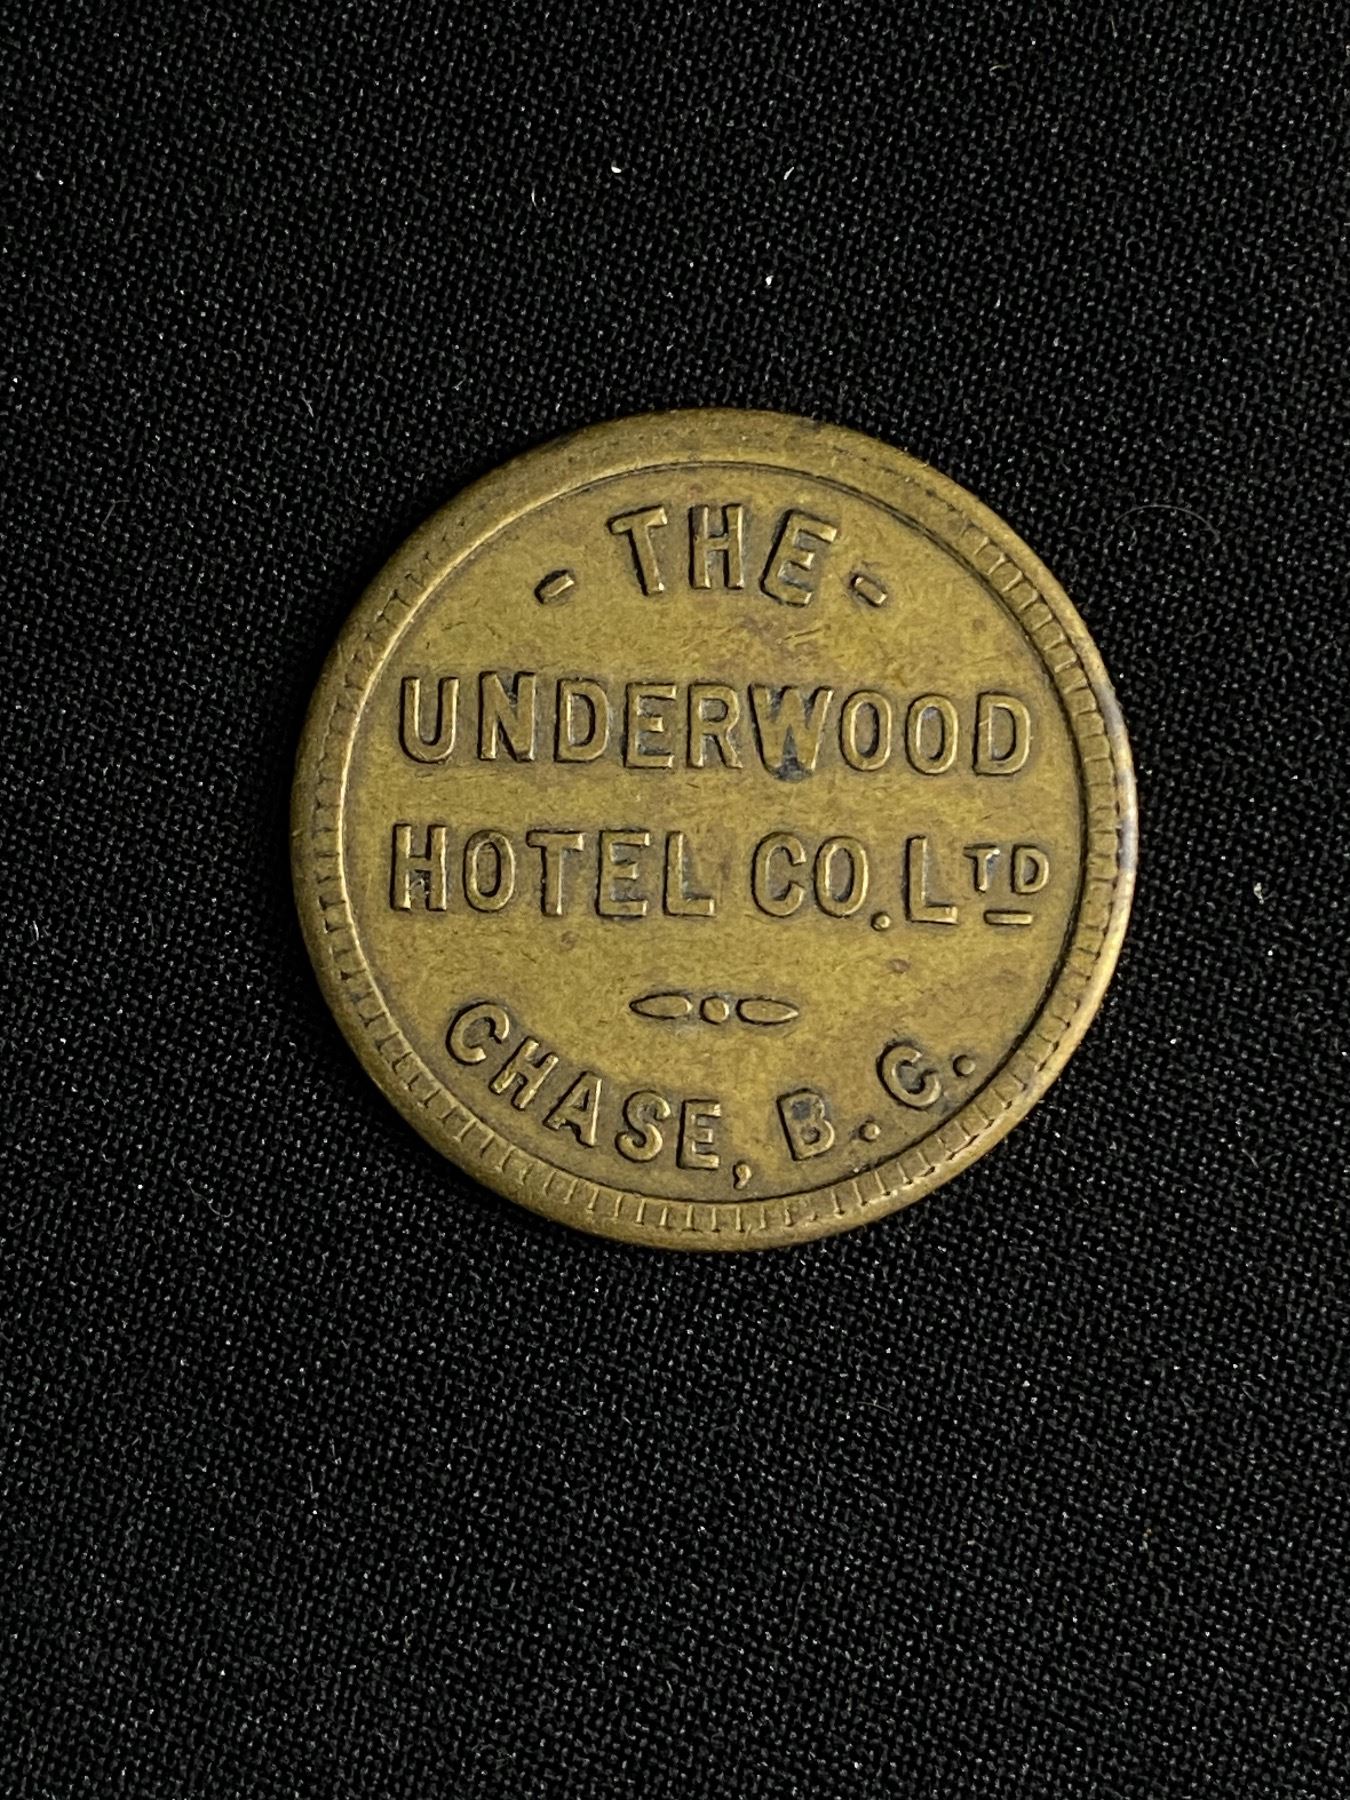 - THE -
UNDERWOOD
HOTEL CO. LTD
CHASE, B.C.